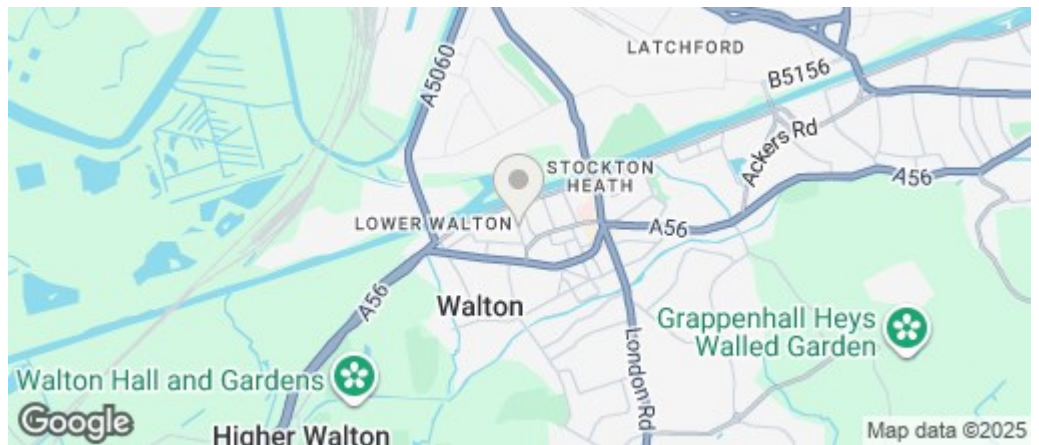 LATCHFORD
B5156
A5060
Ackers Rd
STOCKTON
HEATH
A56
LOWER WALTON
A56
A56
Walton
Grappenhall Heys
Walled Garden
London Rd
Walton Hall and Gardens
Google
Higher Walton
Map data ©2025